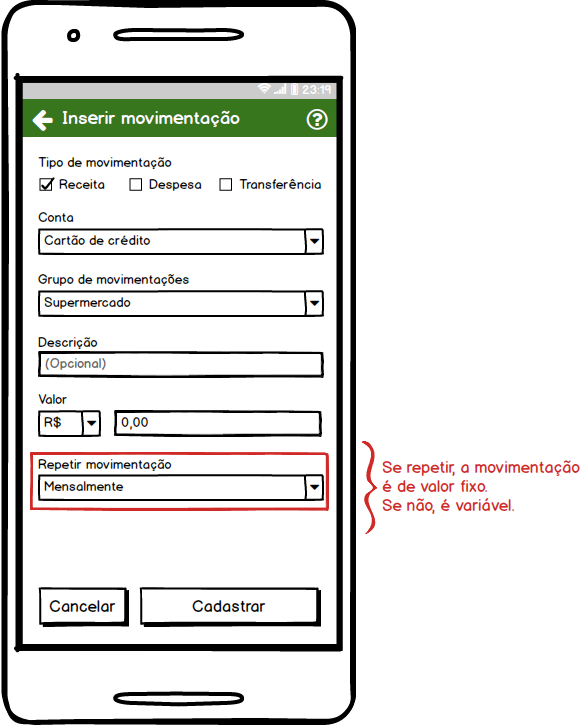 23:19
Inserir movimentação ?
Tipo de movimentação
Receita Despesa Transferência
Conta
Cartão de crédito
Grupo de movimentações
Supermercado
Descrição
(Opcional)
Valor
R$ 0,00
Repetir movimentação
Mensalmente
Se repetir, a movimentação
é de valor fixo.
Se não, é variável.
Cancelar Cadastrar